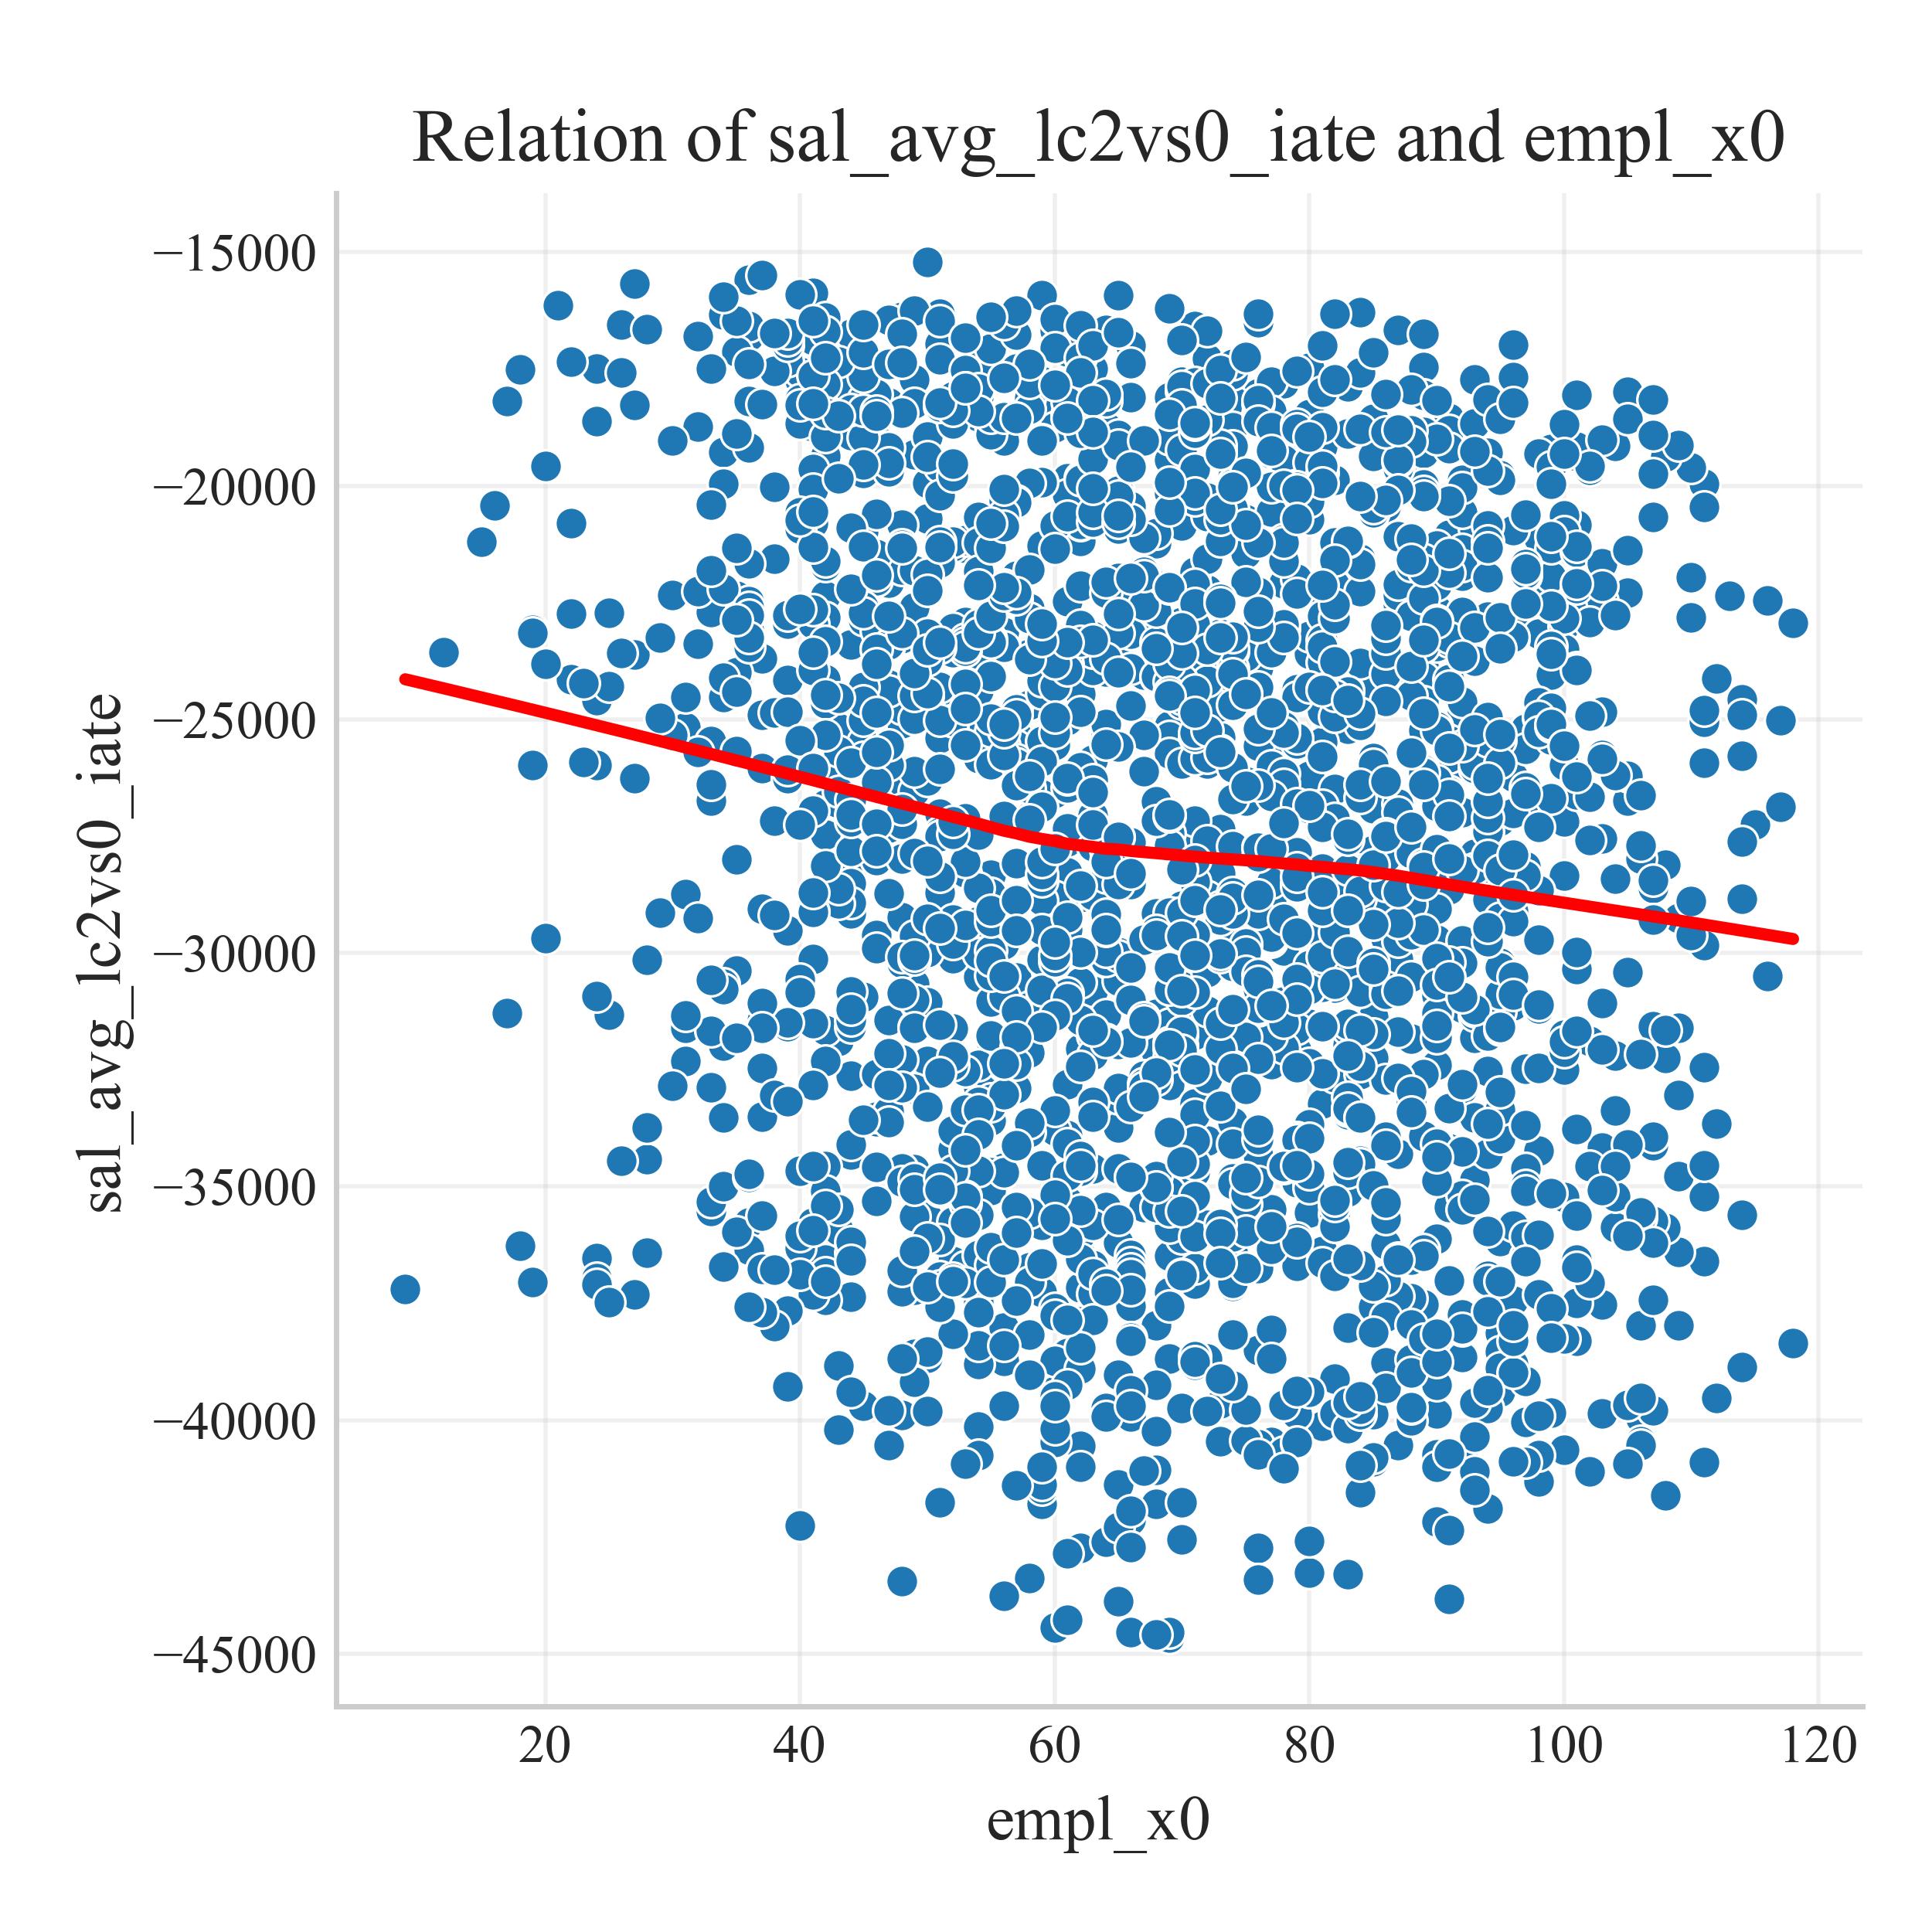 Relation of sal_avg_lc2vs0_iate and empl_x0
−15000
−20000
−25000
−30000
−35000
−40000
−45000
sal_avg_lc2vs0_iate
20 40 60 80 100 120
empl_x0